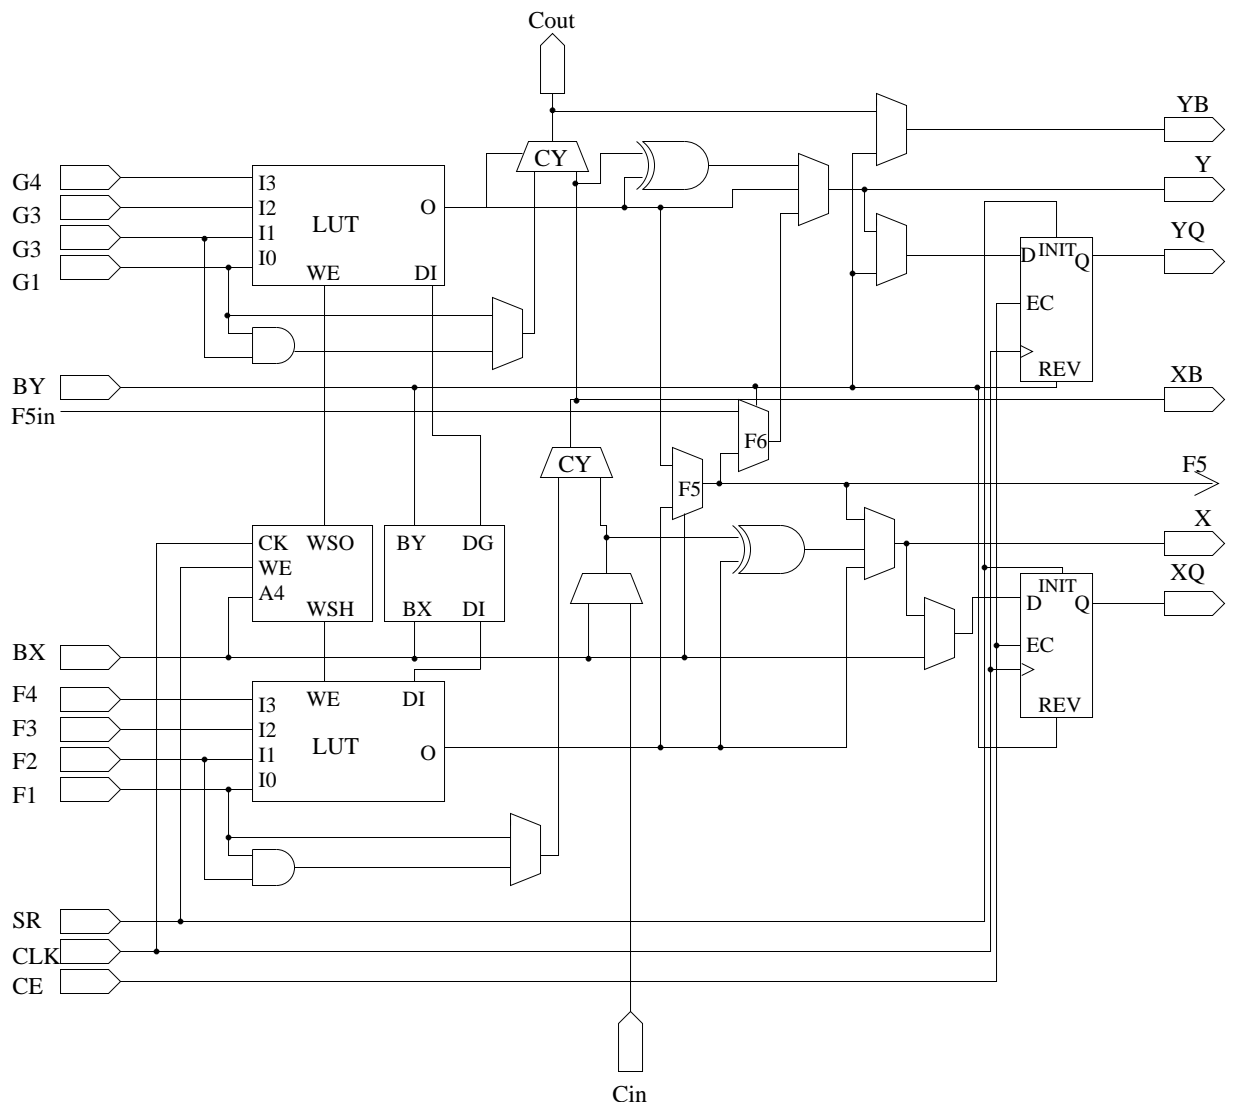 Cout
YB
CY
G4
I3
Y
G3
I2
O
LUT
G3
I1
YQ
D
INIT
Q
I0
G1
WE
DI
EC
REV
BY
XB
F5in
F6
CY
F5
F5
X
CK
WSO
BY
DG
WE
XQ
INIT
A4
D
Q
WSH
BX
DI
EC
BX
F4
WE
DI
I3
REV
F3
I2
LUT
O
F2
I1
I0
F1
SR
CLK
CE
Cin